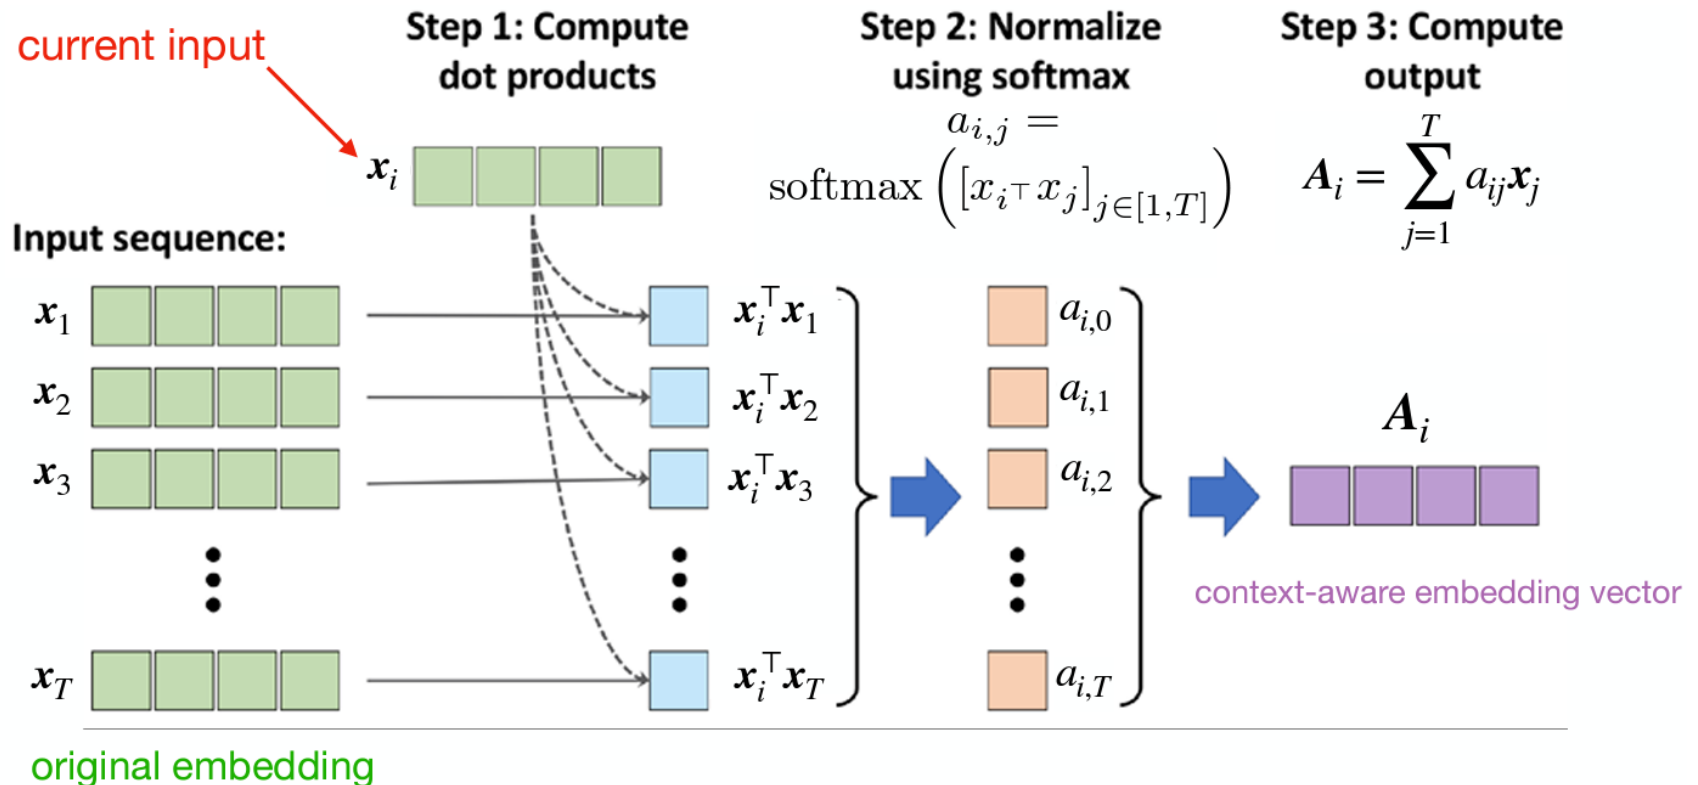 current input
Step 1: Compute
dot products
Step 2: Normalize
using softmax
Step 3: Compute
output
a_{i,j} =
softmax ([x_{i^⊤} x_j]_{j∈[1,T]})
A_i = \sum_{j=1}^{T} a_{ij} x_j
x_i
Input sequence:
x_1
x_i^⊤ x_1
a_{i,0}
x_2
x_i^⊤ x_2
a_{i,1}
A_i
x_3
x_i^⊤ x_3
a_{i,2}
context-aware embedding vector
x_T
x_i^⊤ x_T
a_{i,T}
original embedding